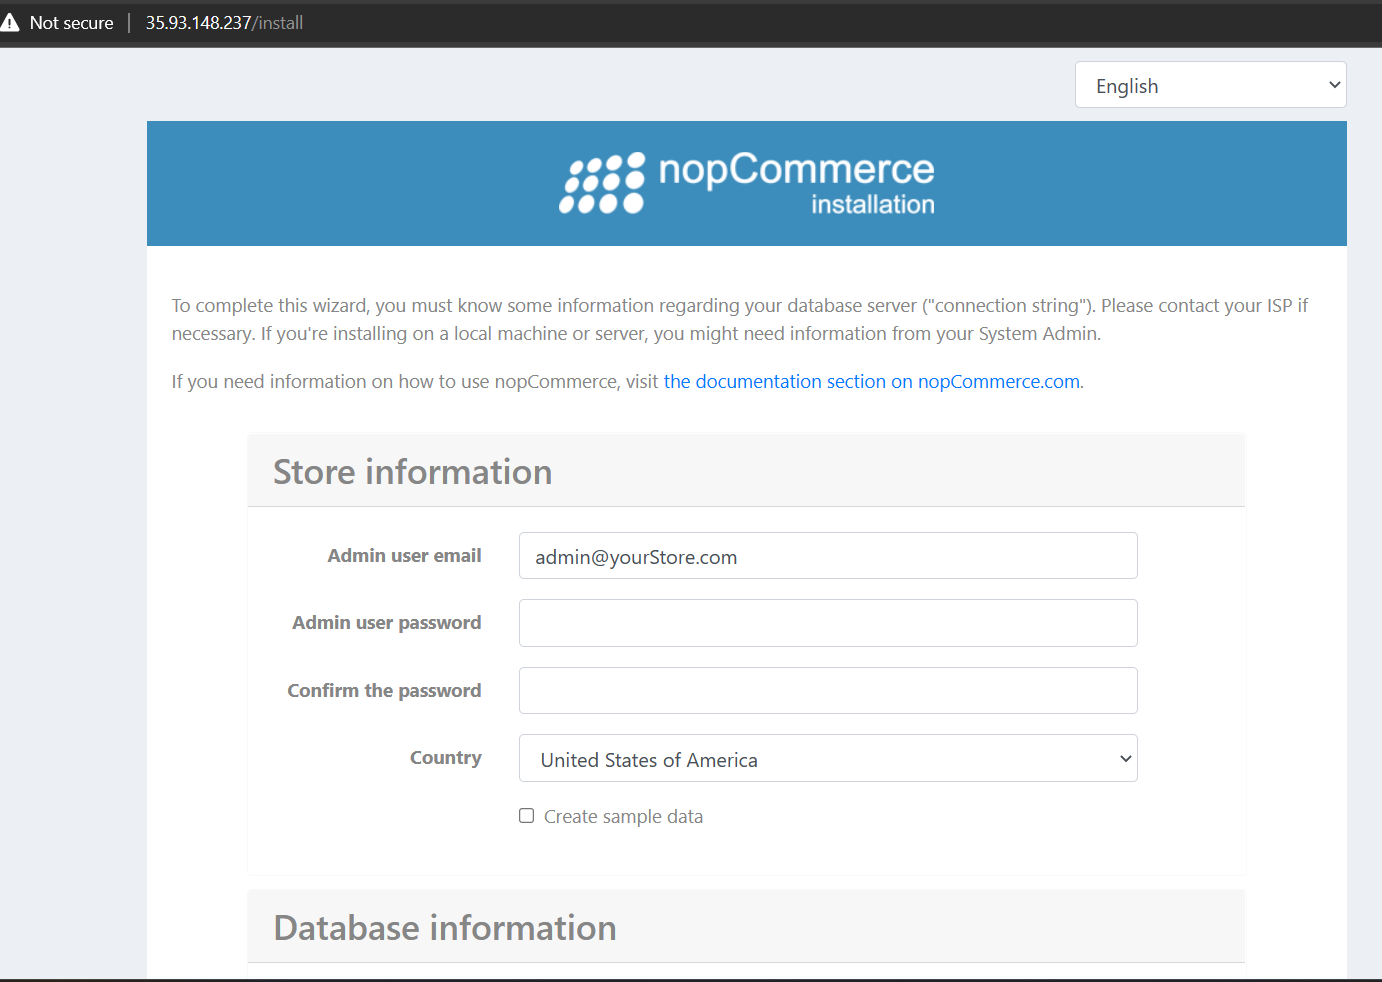 Not secure | 35.93.148.237/install
English
nopCommerce
installation
To complete this wizard, you must know some information regarding your database server ("connection string"). Please contact your ISP if
necessary. If you're installing on a local machine or server, you might need information from your System Admin.
If you need information on how to use nopCommerce, visit the documentation section on nopCommerce.com.
Store information
Admin user email
admin@yourStore.com
Admin user password
Confirm the password
Country
United States of America
Create sample data
Database information